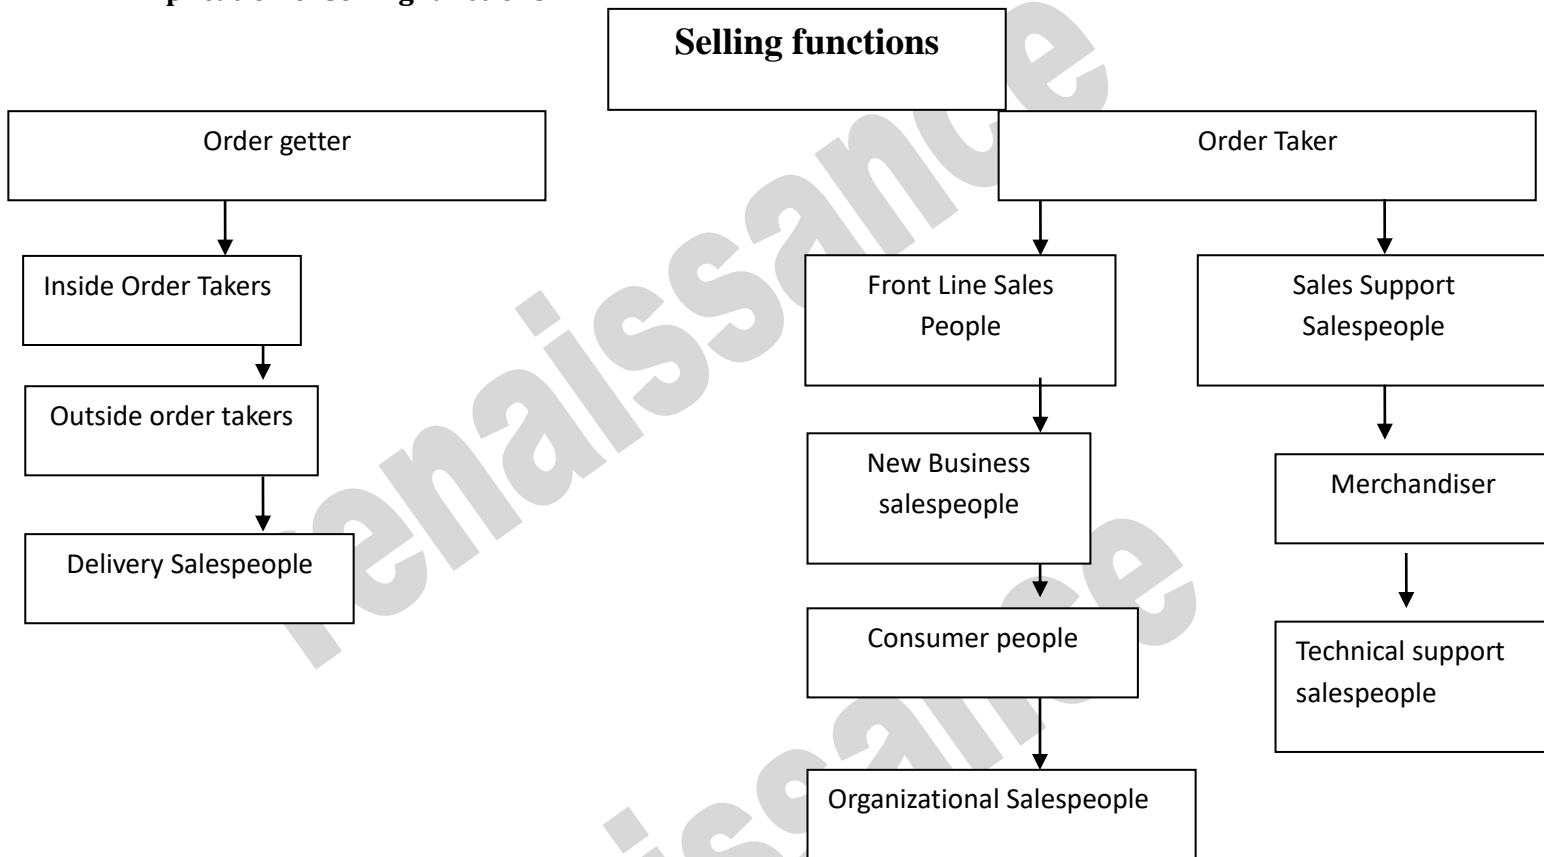 Selling functions
Order getter
Order Taker
Inside Order Takers
Outside order takers
Delivery Salespeople
Front Line Sales
People
New Business
salespeople
Consumer people
Organizational Salespeople
Sales Support
Salespeople
Merchandiser
Technical support
salespeople
renaissance